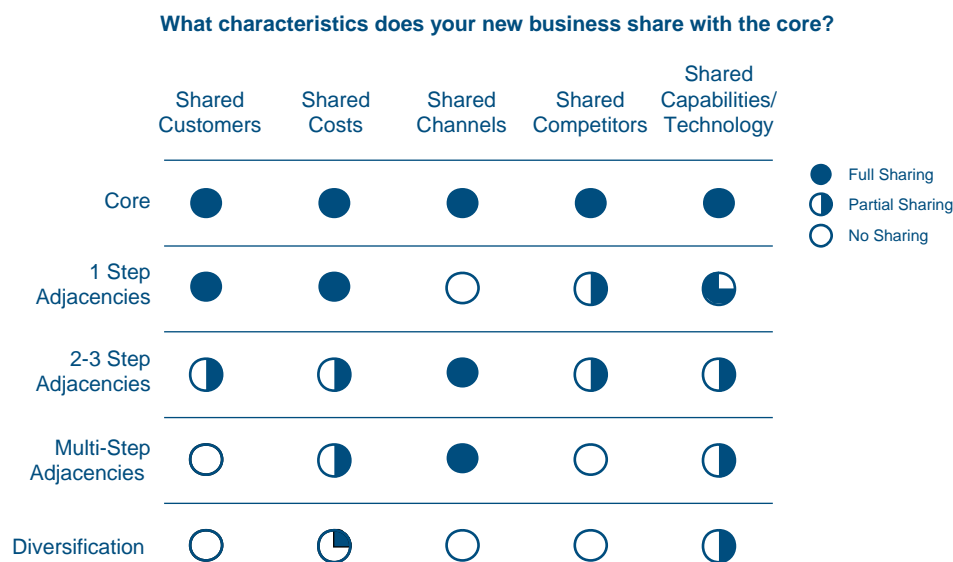 What characteristics does your new business share with the core?
Shared
Customers
Shared
Costs
Shared
Channels
Shared
Competitors
Shared
Capabilities/
Technology
Core
1 Step
Adjacencies
2-3 Step
Adjacencies
Multi-Step
Adjacencies
Diversification
Full Sharing
Partial Sharing
No Sharing